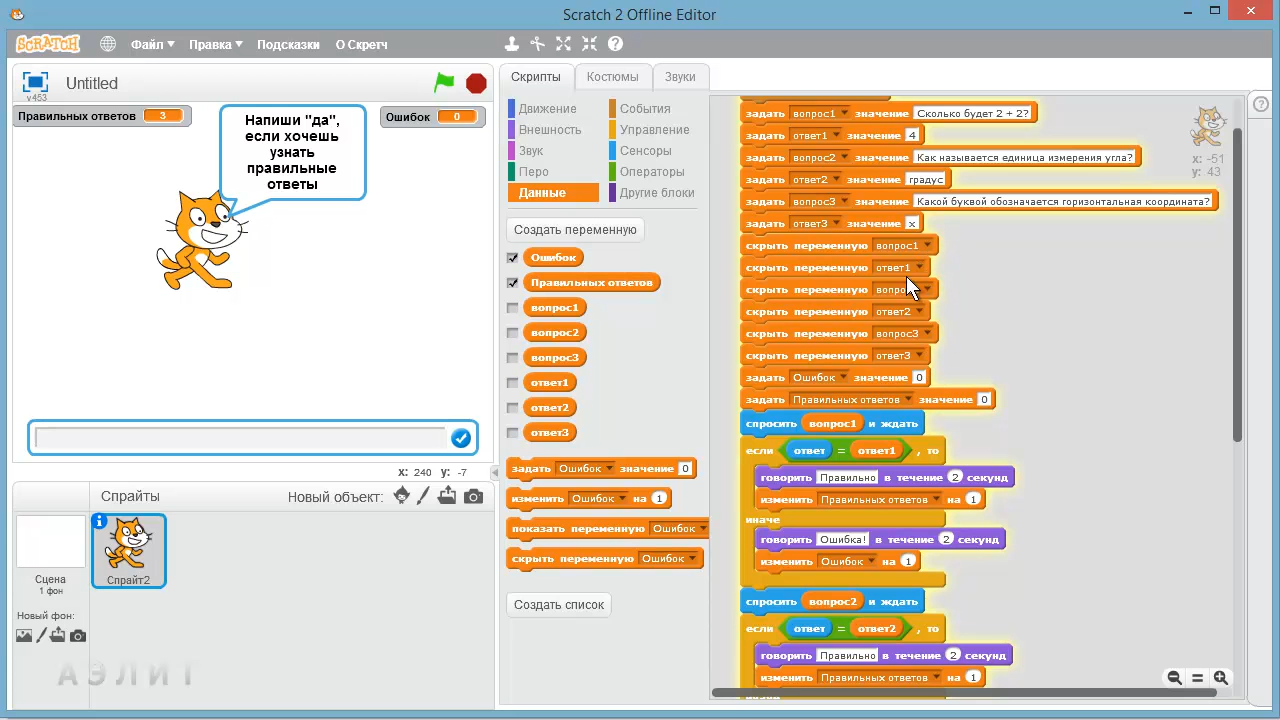 Scratch 2 Offline Editor
SCRATCH
Файл
Правка
Подсказки
О Скретч
v453
Untitled
Правильных ответов 3
Ошибок 0
Напиши "да",
если хочешь
узнать
правильные
ответы
x: 240 y: -7
Спрайты
Новый объект:
Сцена
1 фон
Новый фон:
Спрайт2
АЭЛИТ
Скрипты
Костюмы
Звуки
Движение
События
Внешность
Управление
Звук
Сенсоры
Перо
Операторы
Данные
Другие блоки
Создать переменную
Ошибок
Правильных ответов
вопрос1
вопрос2
вопрос3
ответ1
ответ2
ответ3
задать Ошибок значение 0
изменить Ошибок на 1
показать переменную Ошибок
скрыть переменную Ошибок
Создать список
задать вопрос1 значение Сколько будет 2 + 2?
задать ответ1 значение 4
задать вопрос2 значение Как называется единица измерения угла?
задать ответ2 значение градус
задать вопрос3 значение Какой буквой обозначается горизонтальная координата?
задать ответ3 значение x
скрыть переменную вопрос1
скрыть переменную ответ1
скрыть переменную
скрыть переменную ответ2
скрыть переменную вопрос3
скрыть переменную ответ3
задать Ошибок значение 0
задать Правильных ответов значение 0
спросить вопрос1 и ждать
если ответ = ответ1 , то
говорить Правильно в течение 2 секунд
изменить Правильных ответов на 1
иначе
говорить Ошибка! в течение 2 секунд
изменить Ошибок на 1
спросить вопрос2 и ждать
если ответ = ответ2 , то
говорить Правильно в течение 2 секунд
изменить Правильных ответов на 1
x: -51
y: 43